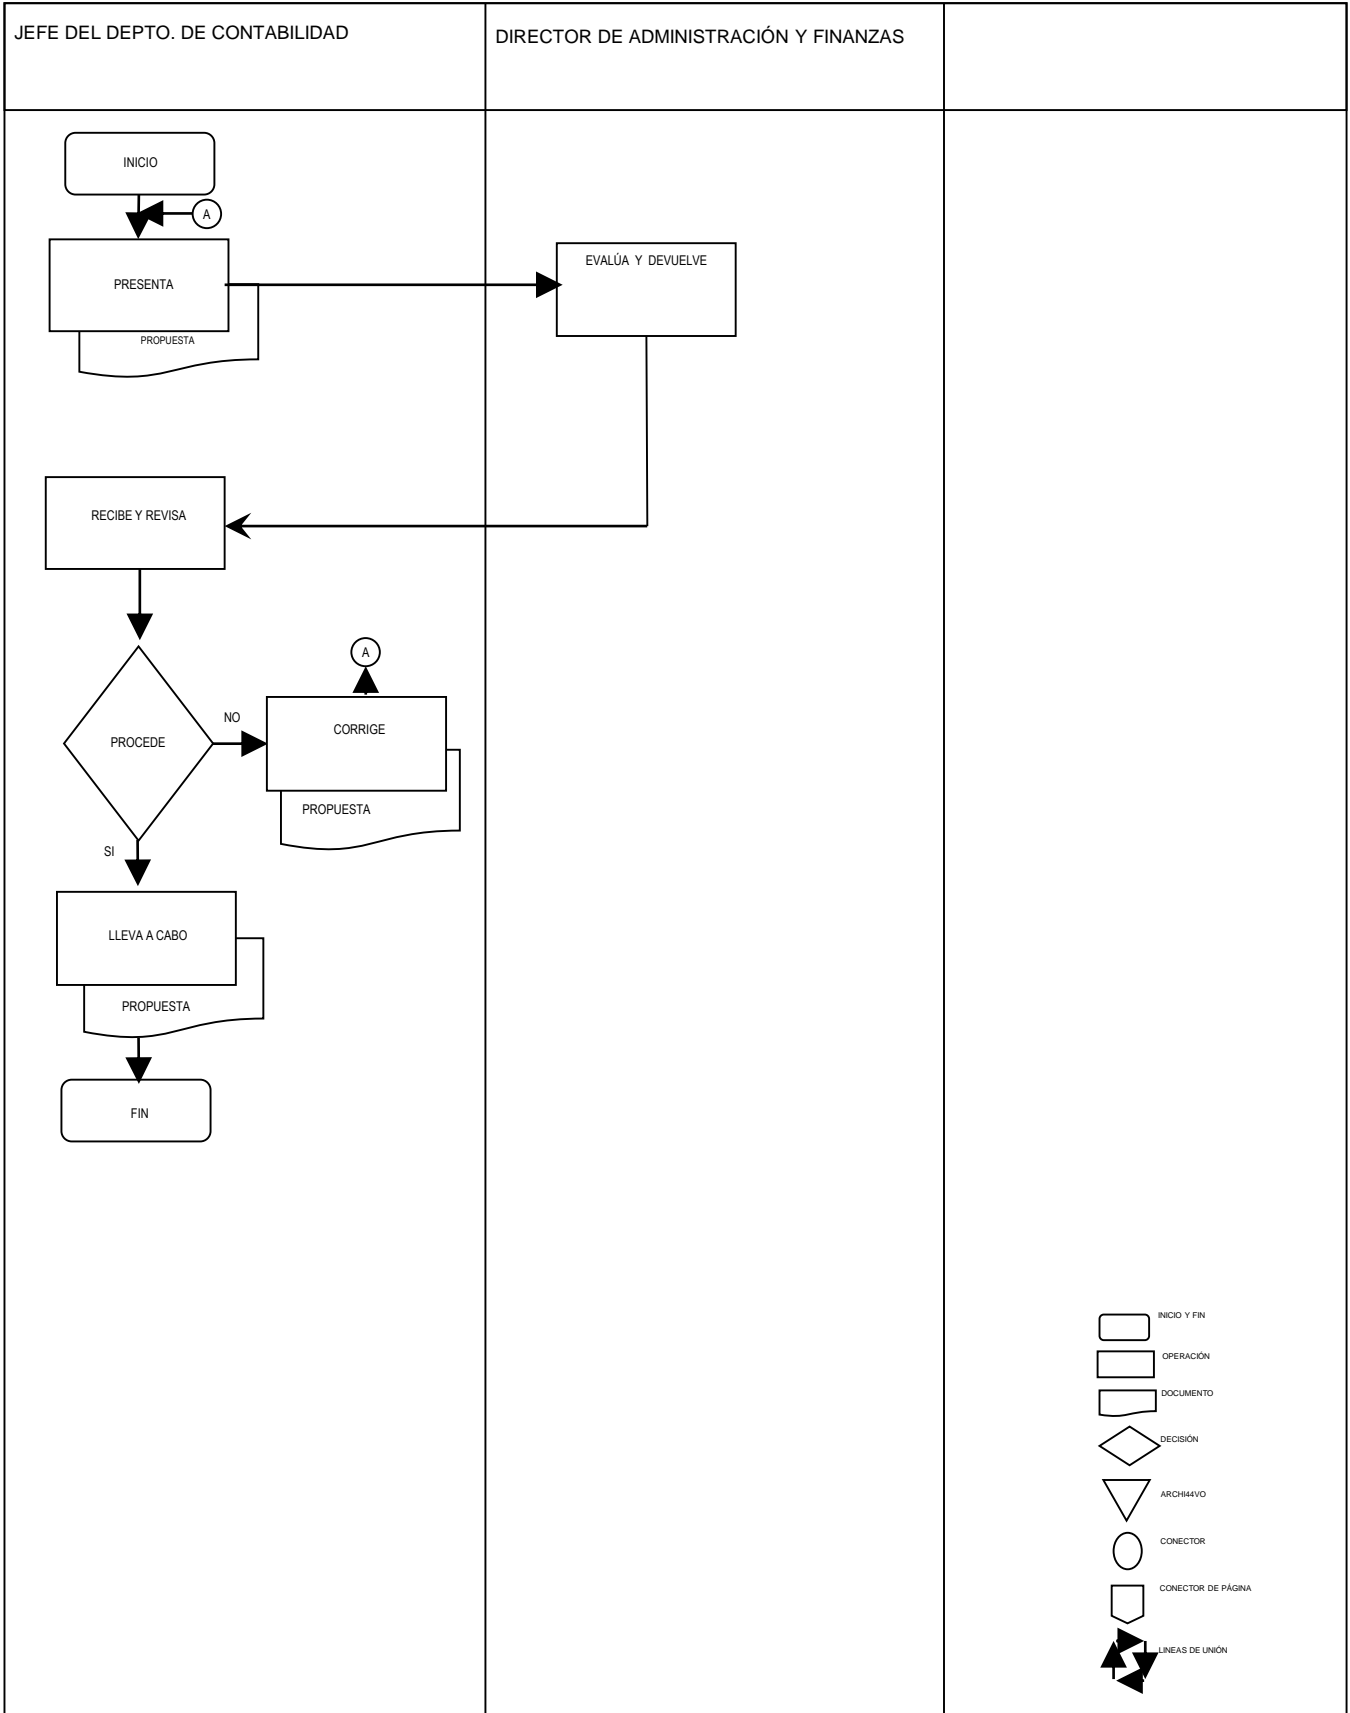 JEFE DEL DEPTO. DE CONTABILIDAD
DIRECTOR DE ADMINISTRACIÓN Y FINANZAS
INICIO
A
PRESENTA
PROPUESTA
EVALÚA Y DEVUELVE
RECIBE Y REVISA
A
PROCEDE
NO
CORRIGE
PROPUESTA
SI
LLEVA A CABO
PROPUESTA
FIN
INICIO Y FIN
OPERACIÓN
DOCUMENTO
DECISIÓN
ARCHI44VO
CONECTOR
CONECTOR DE PÁGINA
LINEAS DE UNIÓN